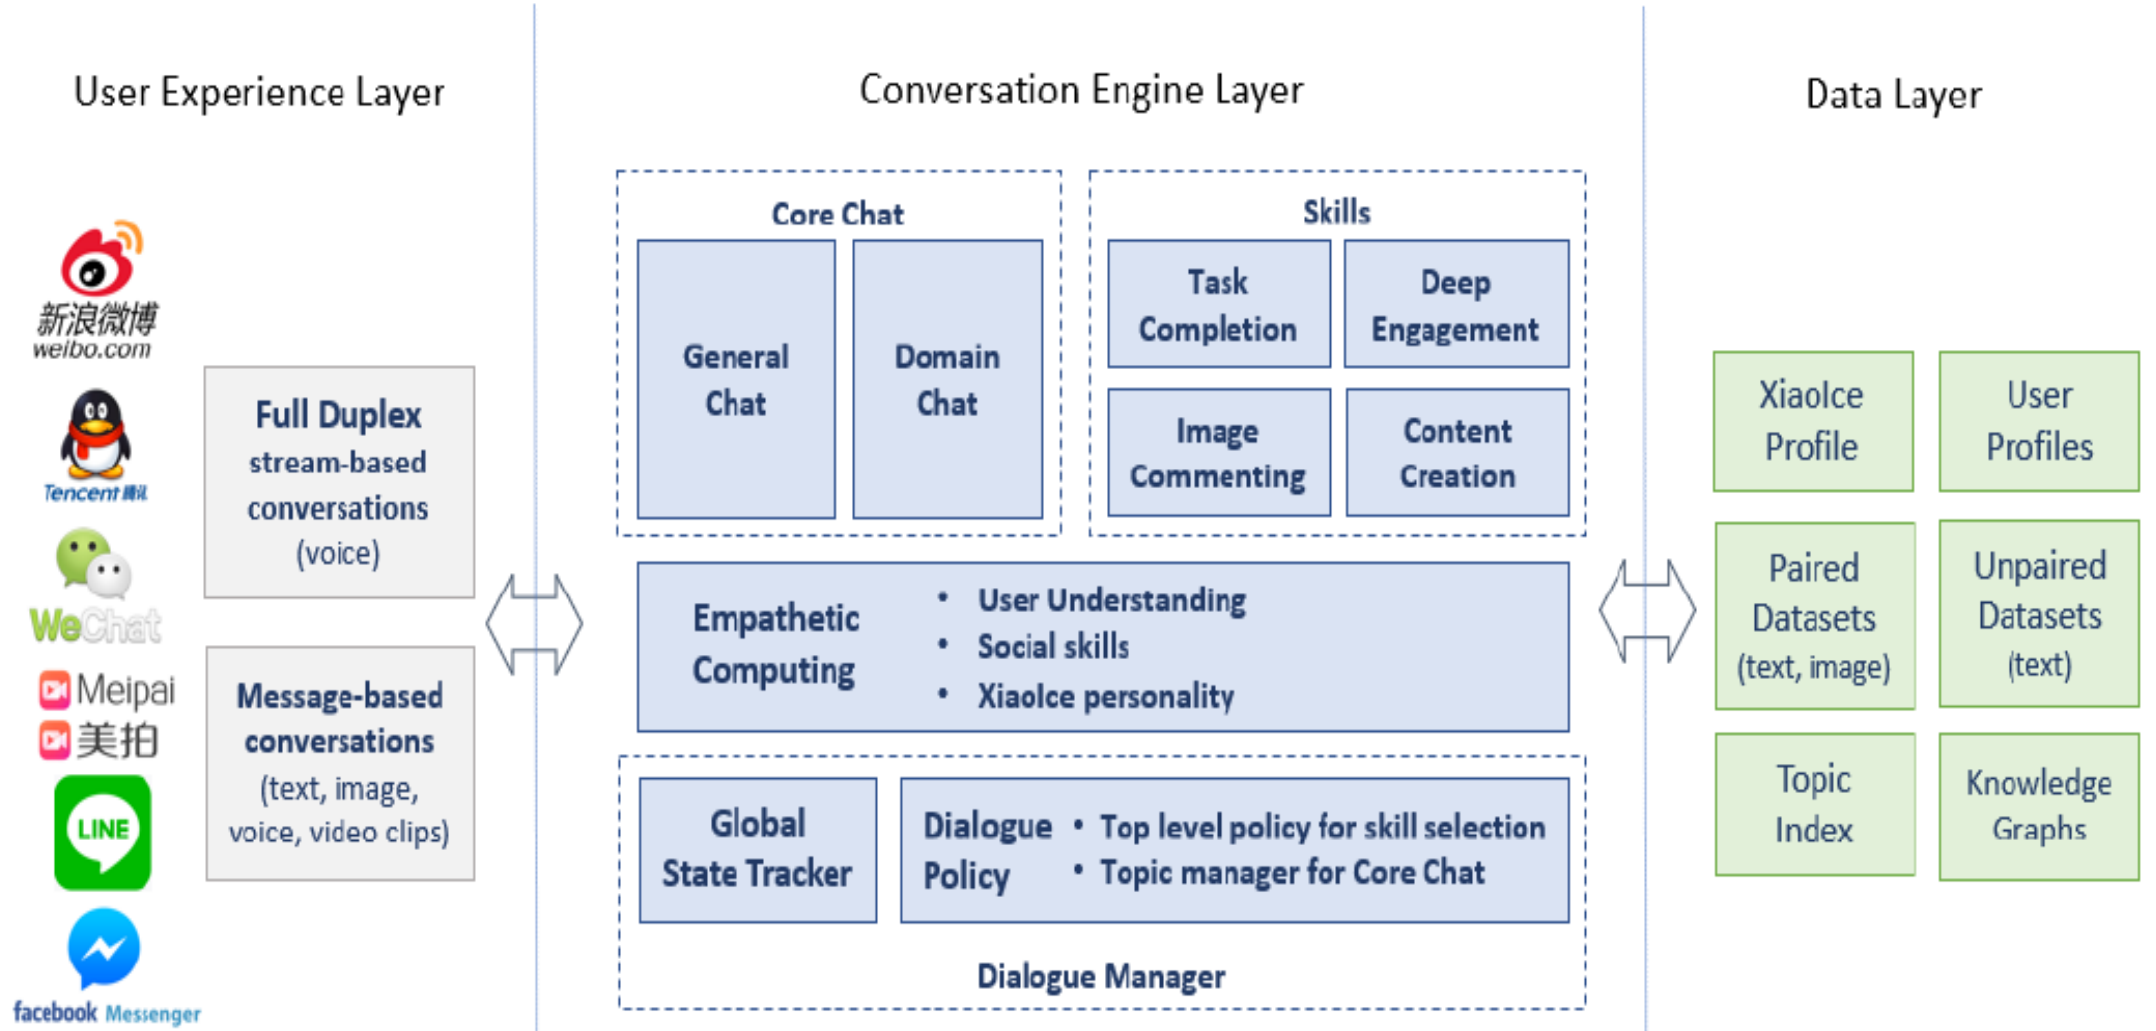 User Experience Layer
Conversation Engine Layer
Data Layer
新浪微博
weibo.com
Tencent 腾讯
WeChat
Meipai
美拍
LINE
facebook Messenger
Full Duplex
stream-based
conversations
(voice)
Message-based
conversations
(text, image,
voice, video clips)
Core Chat
General
Chat
Domain
Chat
Skills
Task
Completion
Deep
Engagement
Image
Commenting
Content
Creation
Empathetic
Computing
• User Understanding
• Social skills
• XiaoIce personality
Global
State Tracker
Dialogue
Policy
• Top level policy for skill selection
• Topic manager for Core Chat
Dialogue Manager
XiaoIce
Profile
User
Profiles
Paired
Datasets
(text, image)
Unpaired
Datasets
(text)
Topic
Index
Knowledge
Graphs